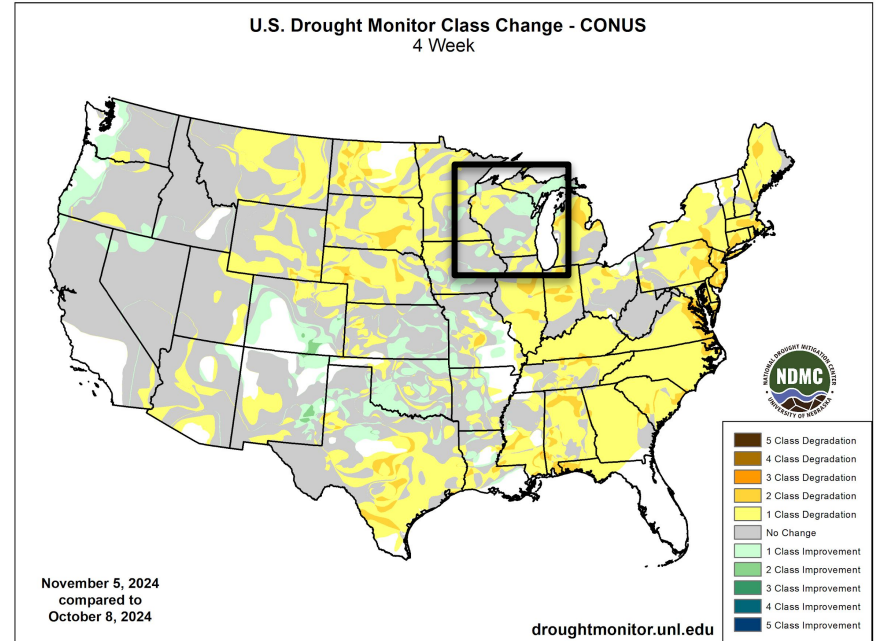 U.S. Drought Monitor Class Change - CONUS
4 Week
NATIONAL DROUGHT MITIGATION CENTER
NDMC
UNIVERSITY OF NEBRASKA
5 Class Degradation
4 Class Degradation
3 Class Degradation
2 Class Degradation
1 Class Degradation
No Change
1 Class Improvement
2 Class Improvement
3 Class Improvement
4 Class Improvement
5 Class Improvement
November 5, 2024
compared to
October 8, 2024
droughtmonitor.unl.edu